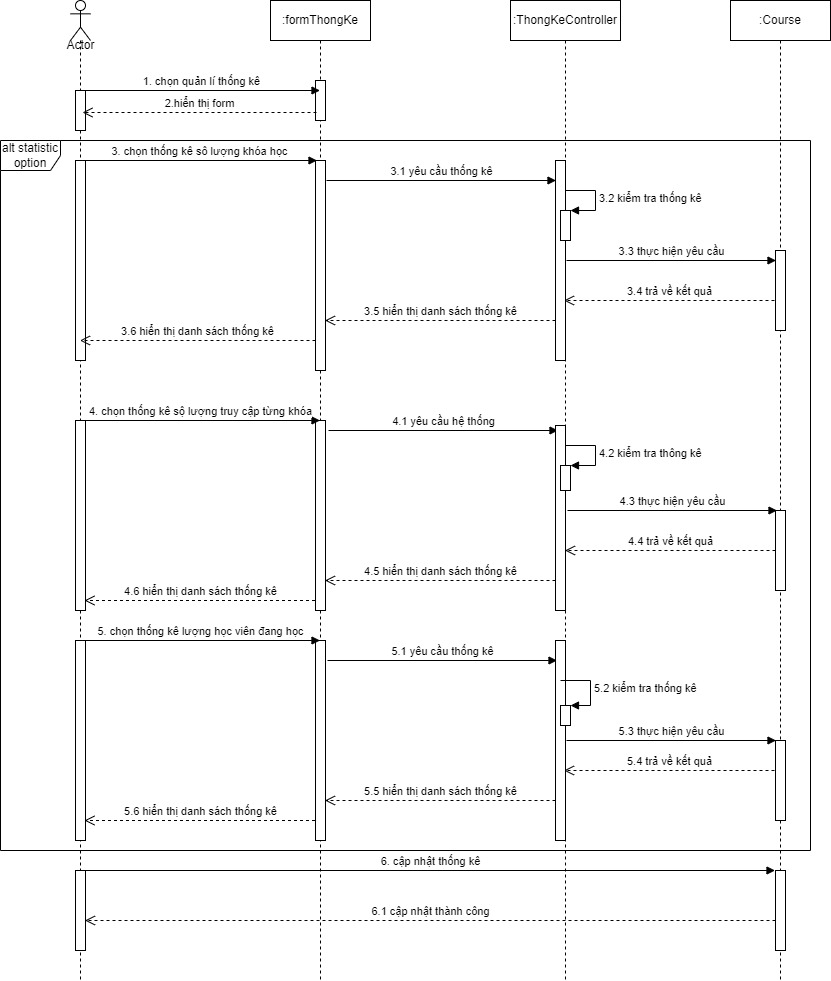 :formThongKe
:ThongKeController
:Course
Actor
1. chọn quản lí thống kê
2.hiển thị form
alt statistic
option
3. chọn thống kê số lượng khóa học
3.1 yêu cầu thống kê
3.2 kiểm tra thống kê
3.3 thực hiện yêu cầu
3.4 trả về kết quả
3.5 hiển thị danh sách thống kê
3.6 hiển thị danh sách thống kê
4. chọn thống kê số lượng truy cập từng khóa
4.1 yêu cầu hệ thống
4.2 kiểm tra thông kê
4.3 thực hiện yêu cầu
4.4 trả về kết quả
4.5 hiển thị danh sách thống kê
4.6 hiển thị danh sách thống kê
5. chọn thống kê lượng học viên đang học
5.1 yêu cầu thống kê
5.2 kiểm tra thống kê
5.3 thực hiện yêu cầu
5.4 trả về kết quả
5.5 hiển thị danh sách thống kê
5.6 hiển thị danh sách thống kê
6. cập nhật thống kê
6.1 cập nhật thành công